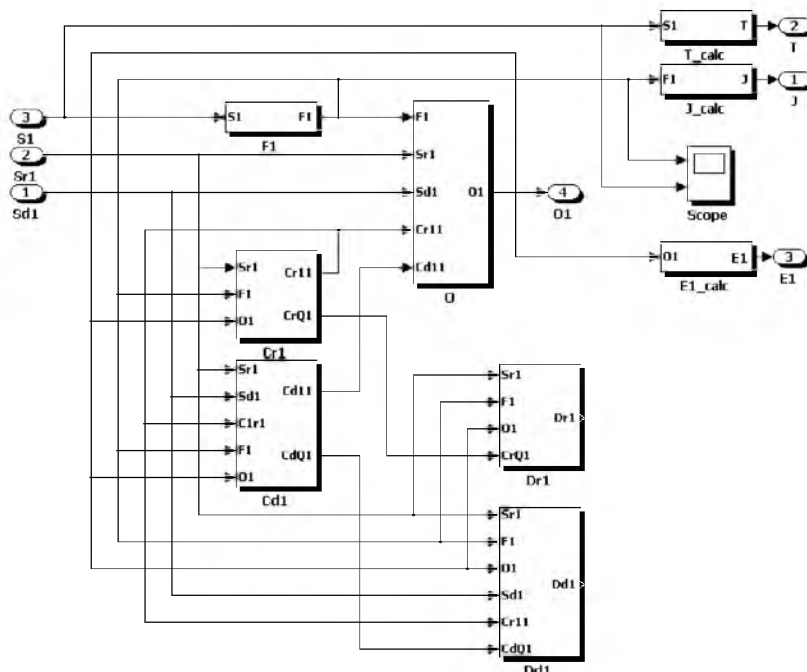 S1 T 2
T_calc T
F1 J 1
J_calc J
3 S1 F1 F1
S1 F1
2 Sr1
Sr1
1 Sd1 O1 4
Sd1 O1
Scope
Cr11
O1 E1 3
E1_calc E1
Cd11
O
Sr1 Cr11
F1
CrQ1
O1
Cr1
Sr1 Cd11
Sd1
C1r1
F1 CdQ1
O1
Cd1
Sr1
F1
Dr1
O1
CrQ1
Dr1
Sr1
F1
O1
Dd1
Sd1
Cr11
CdQ1
Dd1